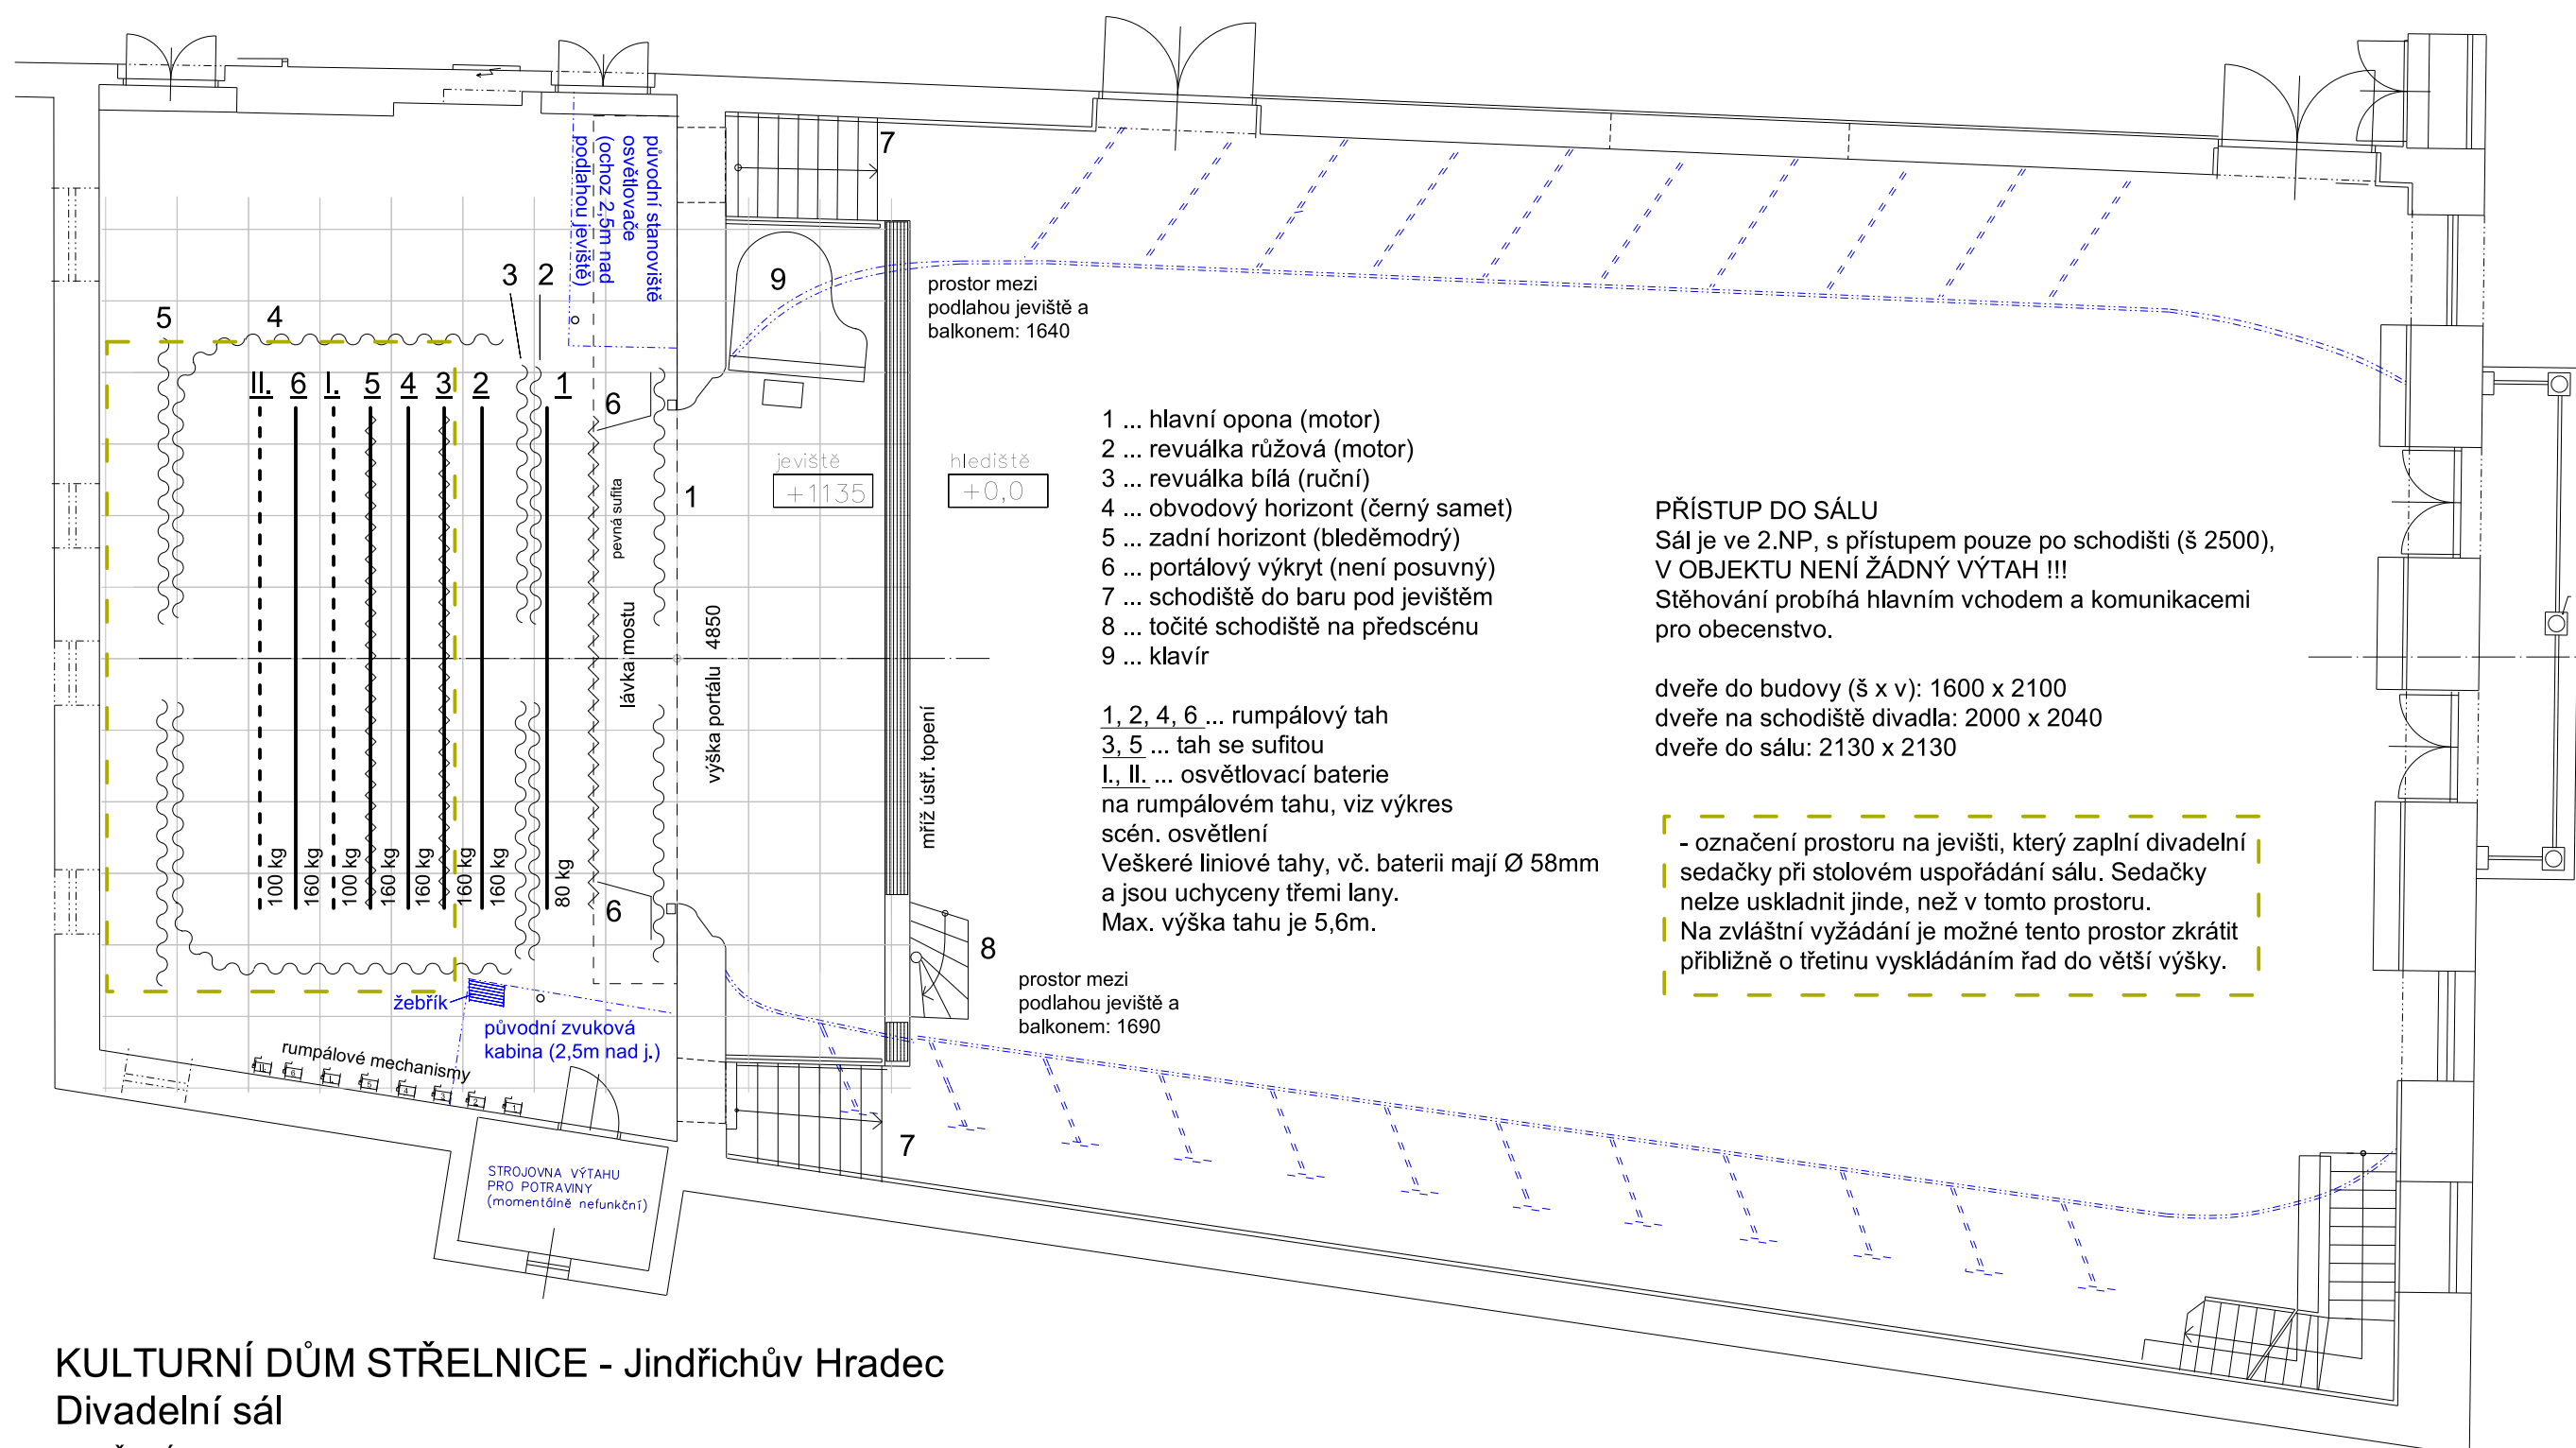 7
původní stanoviště
osvětlovače
(ochoz 2,5m nad
podlahou jeviště)
3
2
9
prostor mezi
podlahou jeviště a
balkonem: 1640
5
4
II.
6
I.
5
4
3
2
1
6
pevná sufita
lávka mostu
1
výška portálu 4850
jeviště
+1135
hlediště
+0,0
mříž ústř. topení
100 kg
160 kg
100 kg
160 kg
160 kg
160 kg
160 kg
80 kg
6
8
prostor mezi
podlahou jeviště a
balkonem: 1690
1 ... hlavní opona (motor)
2 ... revuálka růžová (motor)
3 ... revuálka bílá (ruční)
4 ... obvodový horizont (černý samet)
5 ... zadní horizont (bleděmodrý)
6 ... portálový výkryt (není posuvný)
7 ... schodiště do baru pod jevištěm
8 ... točité schodiště na předscénu
9 ... klavír
1, 2, 4, 6 ... rumpálový tah
3, 5 ... tah se sufitou
I., II. ... osvětlovací baterie
na rumpálovém tahu, viz výkres
scén. osvětlení
Veškeré liniové tahy, vč. baterii mají Ø 58mm
a jsou uchyceny třemi lany.
Max. výška tahu je 5,6m.
PŘÍSTUP DO SÁLU
Sál je ve 2.NP, s přístupem pouze po schodišti (š 2500),
V OBJEKTU NENÍ ŽÁDNÝ VÝTAH !!!
Stěhování probíhá hlavním vchodem a komunikacemi
pro obecenstvo.
dveře do budovy (š x v): 1600 x 2100
dveře na schodiště divadla: 2000 x 2040
dveře do sálu: 2130 x 2130
- označení prostoru na jevišti, který zaplní divadelní
sedačky při stolovém uspořádání sálu. Sedačky
nelze uskladnit jinde, než v tomto prostoru.
Na zvláštní vyžádání je možné tento prostor zkrátit
přibližně o třetinu vyskládáním řad do větší výšky.
žebřík
původní zvuková
kabina (2,5m nad j.)
rumpálové mechanismy
II.
6
I.
5
4
3
2
1
7
STROJOVNA VÝTAHU
PRO POTRAVINY
(momentálně nefunkční)
KULTURNÍ DŮM STŘELNICE - Jindřichův Hradec
Divadelní sál